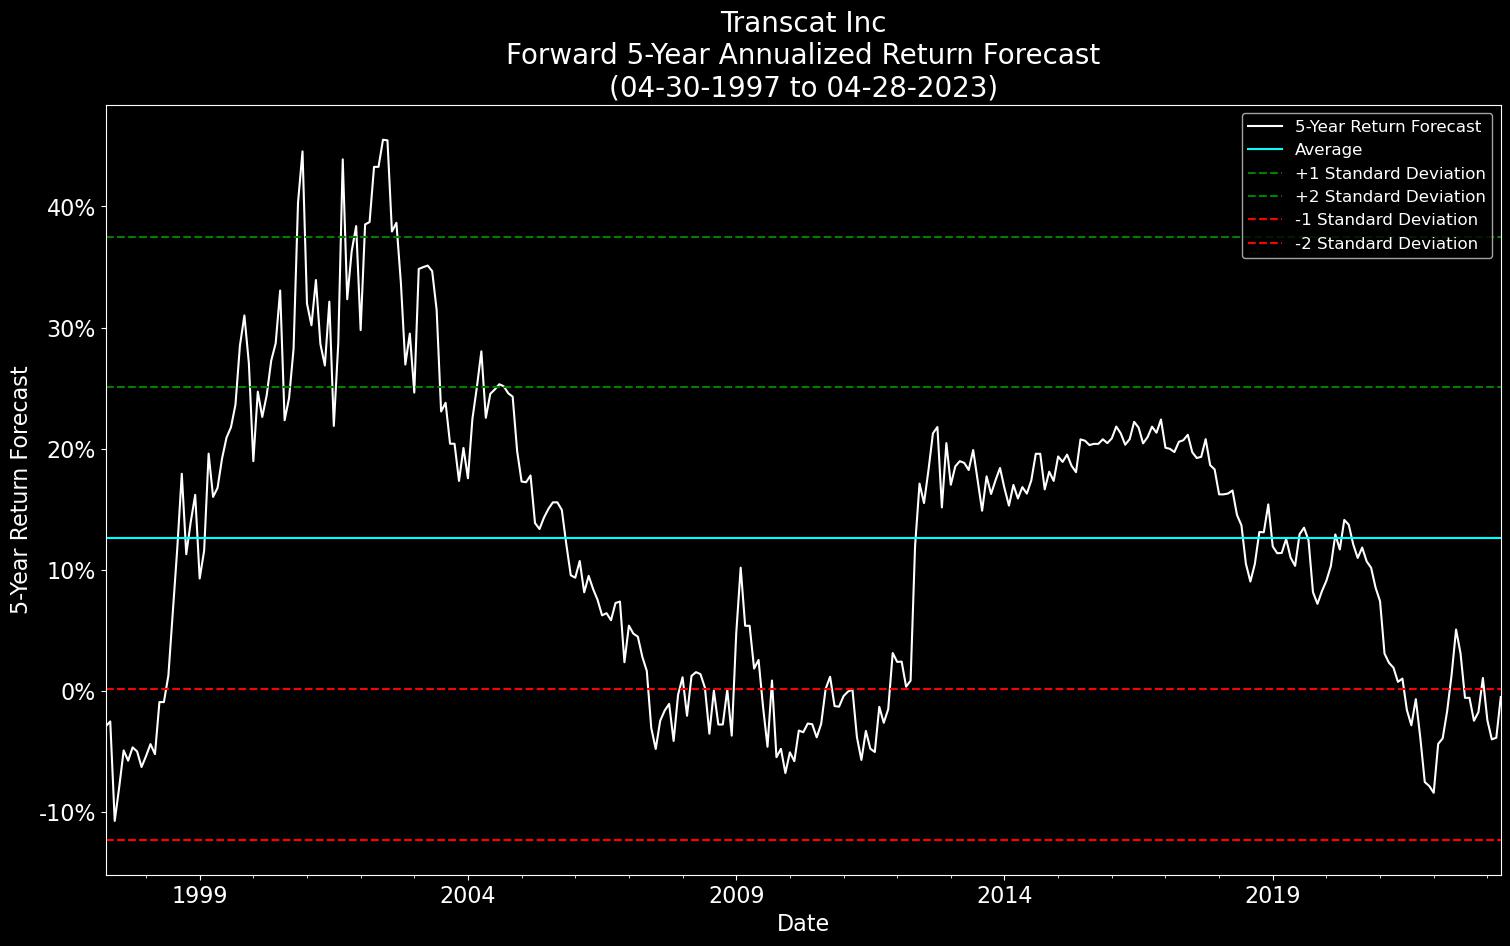 Transcat Inc
Forward 5-Year Annualized Return Forecast
(04-30-1997 to 04-28-2023)
5-Year Return Forecast
Average
+1 Standard Deviation
+2 Standard Deviation
-1 Standard Deviation
-2 Standard Deviation
5-Year Return Forecast
40%
30%
20%
10%
0%
-10%
1999 2004 2009 2014 2019
Date